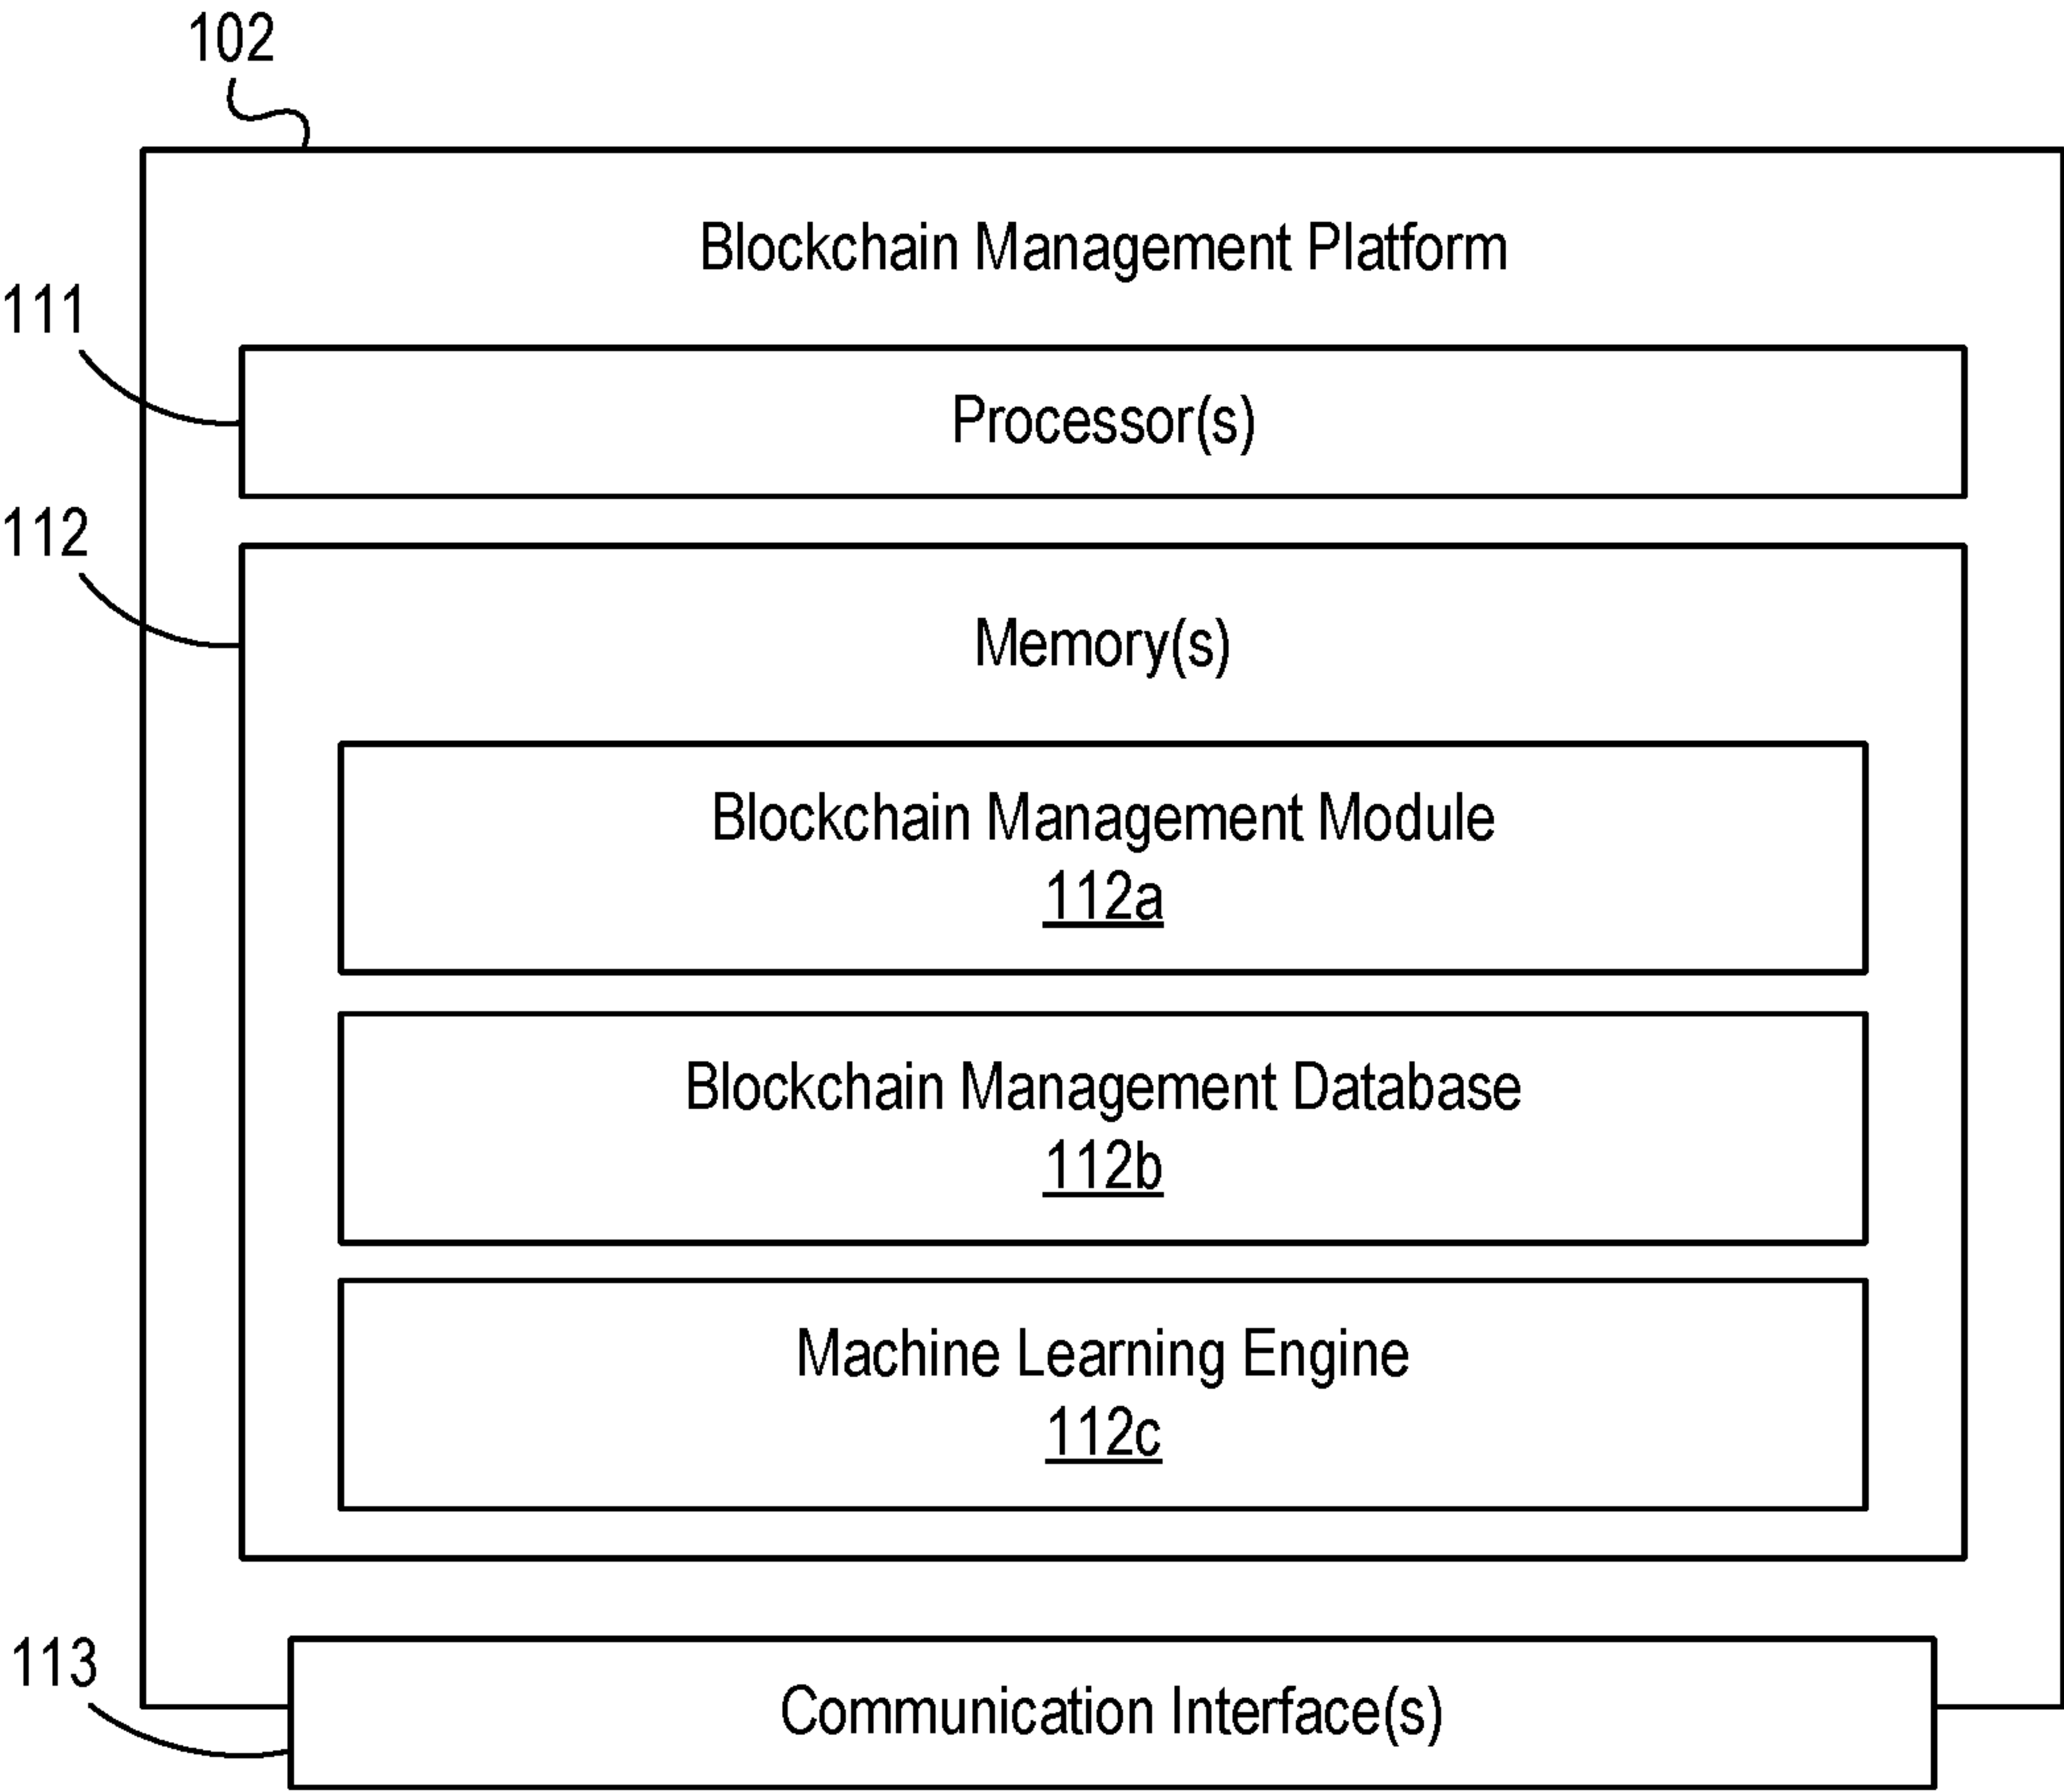 102
Blockchain Management Platform
111
Processor(s)
112
Memory(s)
Blockchain Management Module
112a
Blockchain Management Database
112b
Machine Learning Engine
112c
113
Communication Interface(s)